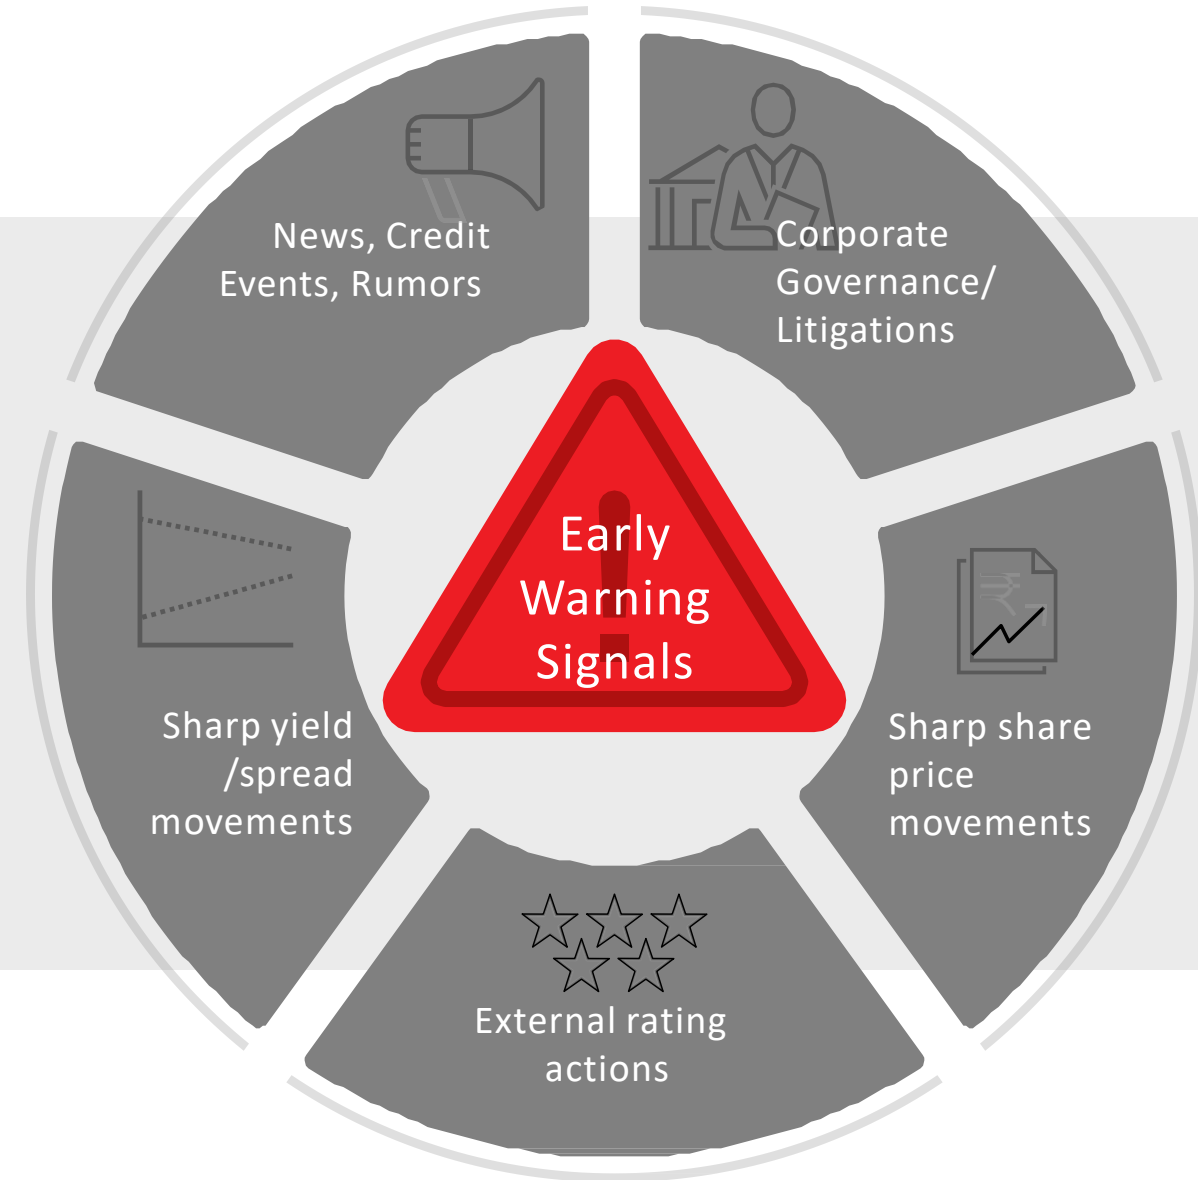 News, Credit
Events, Rumors
Corporate
Governance/
Litigations
Early
Warning
Signals
Sharp yield
/spread
movements
Sharp share
price
movements
External rating
actions